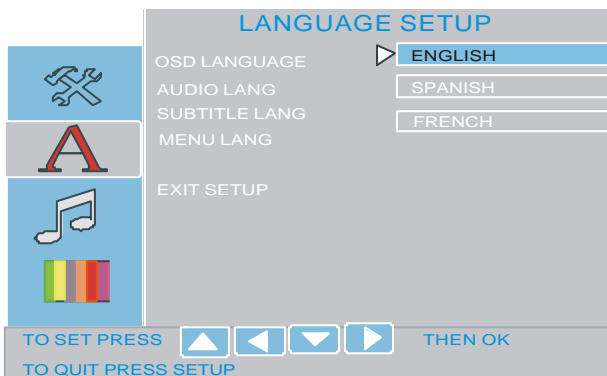 LANGUAGE SETUP
OSD LANGUAGE
ENGLISH
AUDIO LANG
SPANISH
SUBTITLE LANG
FRENCH
MENU LANG
EXIT SETUP
TO SET PRESS THEN OK
TO QUIT PRESS SETUP